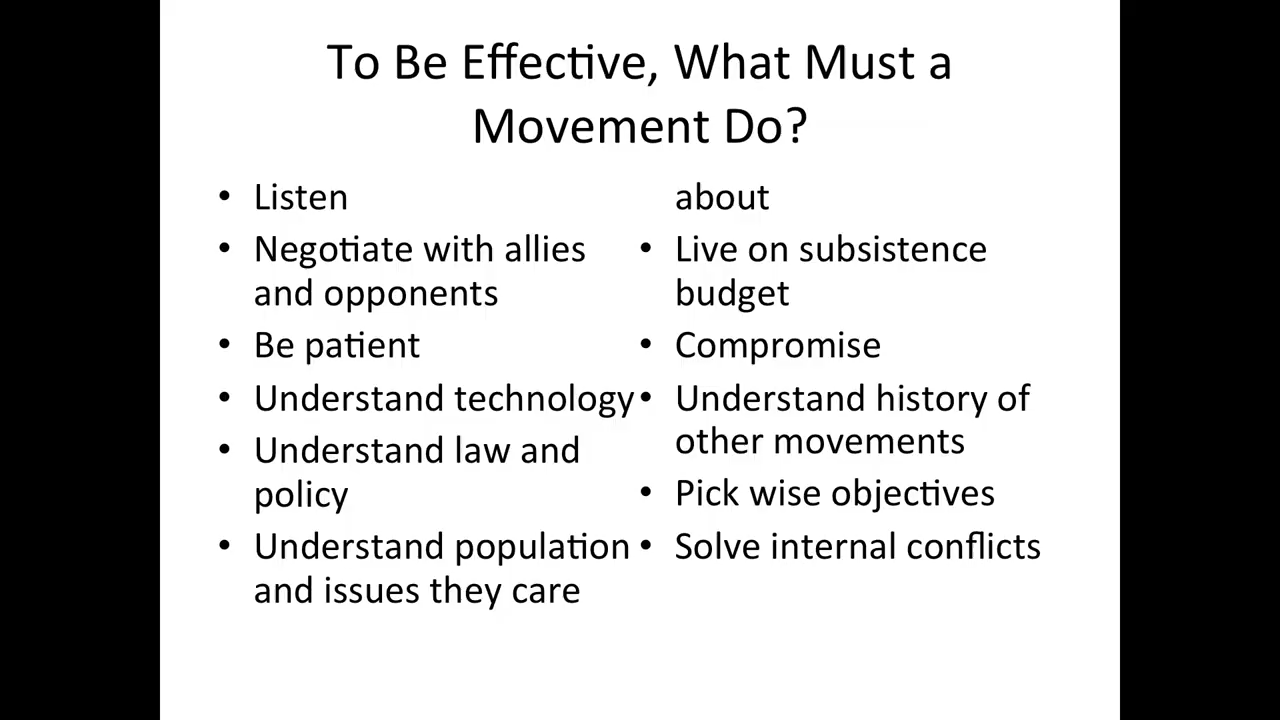 To Be Effective, What Must a
Movement Do?
• Listen
• Negotiate with allies
and opponents
• Be patient
• Understand technology
• Understand law and
policy
• Understand population
and issues they care
about
• Live on subsistence
budget
• Compromise
• Understand history of
other movements
• Pick wise objectives
• Solve internal conflicts